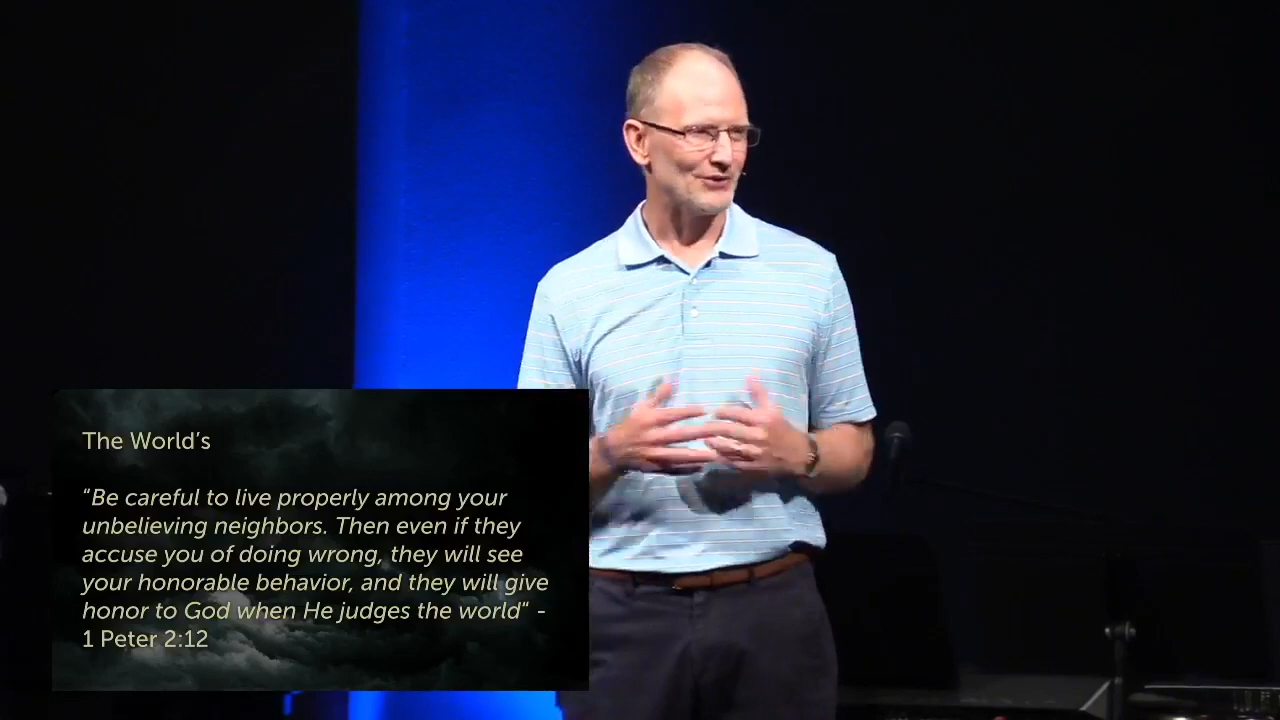 The World’s
“Be careful to live properly among your
unbelieving neighbors. Then even if they
accuse you of doing wrong, they will see
your honorable behavior, and they will give
honor to God when He judges the world“ -
1 Peter 2:12